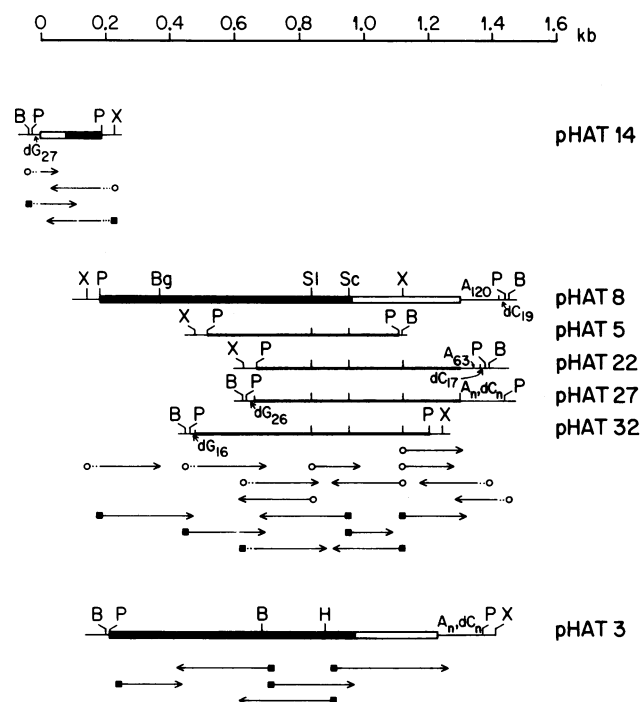 0 0.2 0.4 0.6 0.8 1.0 1.2 1.4 1.6 kb
B P P X pHAT 14
dG27
X P Bg Sl Sc X A120 P B pHAT 8
dC19
X P P B pHAT 5
X P A63 P B pHAT 22
dC17
B P An,dCn P pHAT 27
dG26
B P P X pHAT 32
dG16
B P B H An,dCn P X pHAT 3